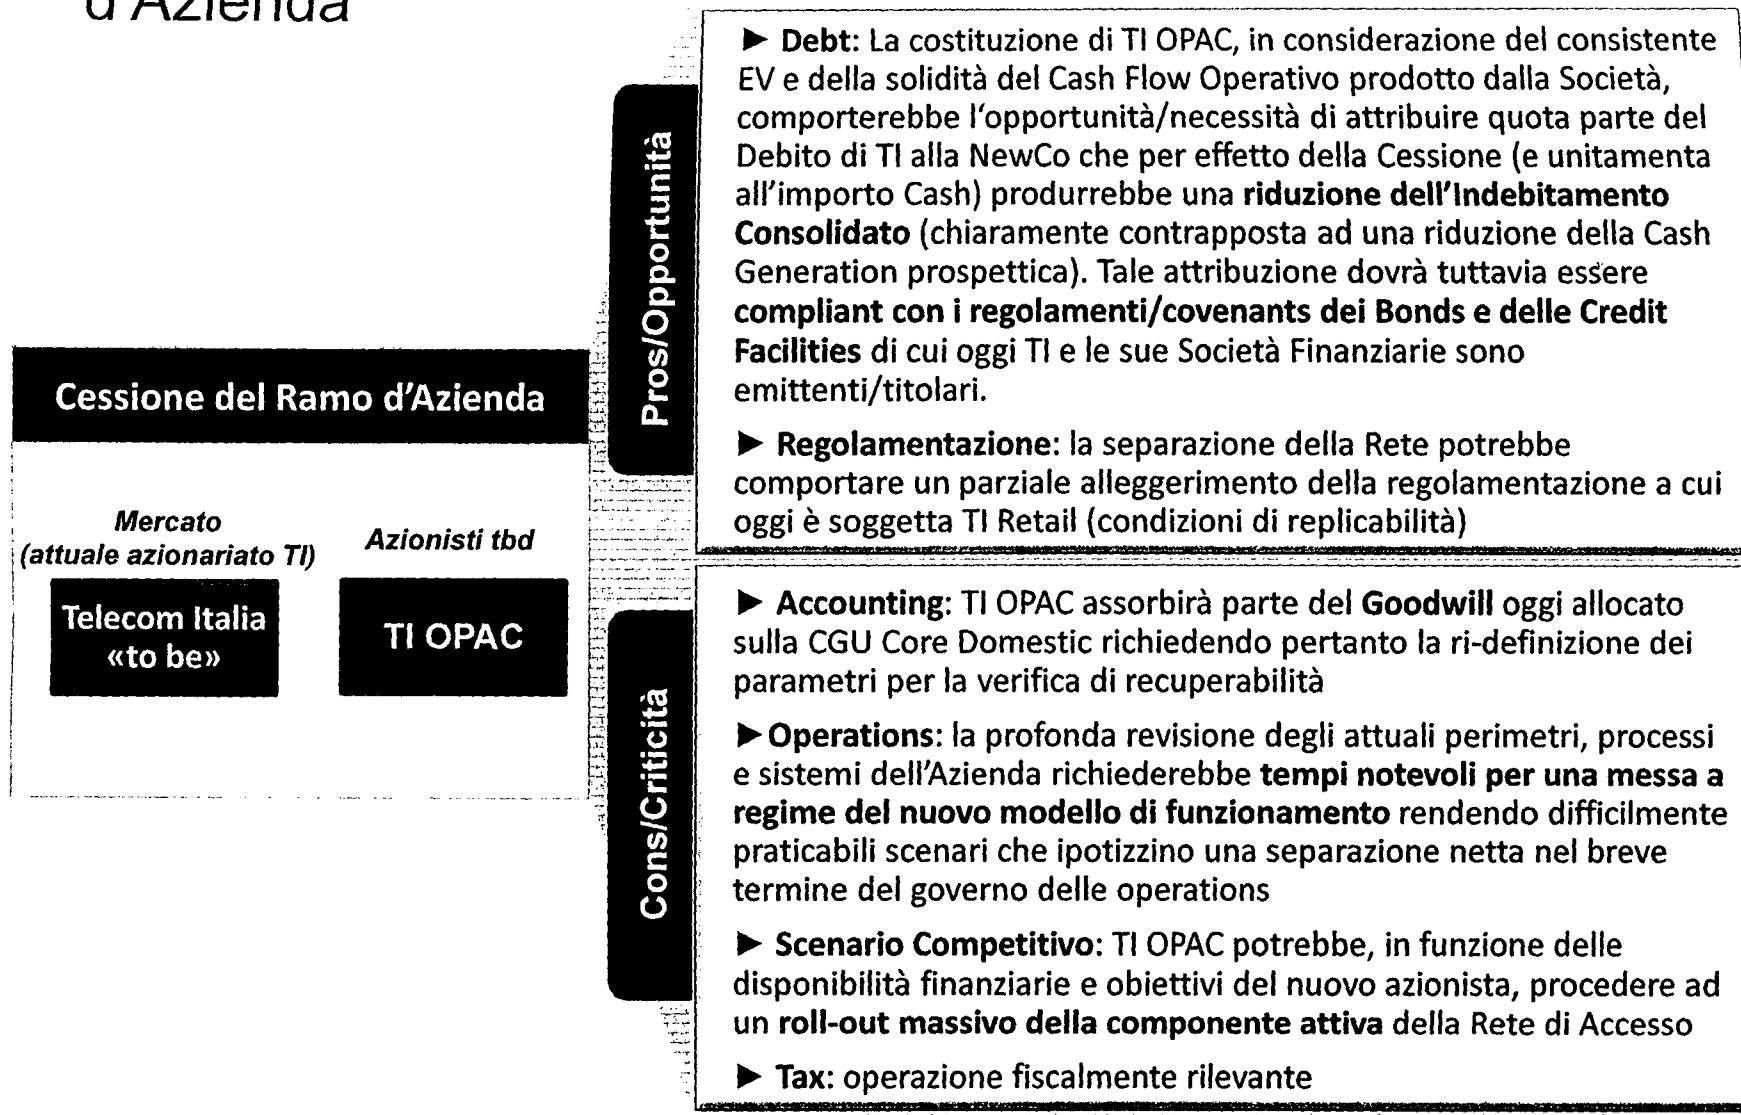 d'Azienda
Cessione del Ramo d'Azienda
Mercato
(attuale azionariato TI)
Telecom Italia
«to be»
Azionisti tbd
TI OPAC
Pros/Opportunità
► Debt: La costituzione di TI OPAC, in considerazione del consistente
EV e della solidità del Cash Flow Operativo prodotto dalla Società,
comporterebbe l'opportunità/necessità di attribuire quota parte del
Debito di TI alla NewCo che per effetto della Cessione (e unitamenta
all'importo Cash) produrrebbe una riduzione dell'Indebitamento
Consolidato (chiaramente contrapposta ad una riduzione della Cash
Generation prospettica). Tale attribuzione dovrà tuttavia essere
compliant con i regolamenti/covenants dei Bonds e delle Credit
Facilities di cui oggi TI e le sue Società Finanziarie sono
emittenti/titolari.
► Regolamentazione: la separazione della Rete potrebbe
comportare un parziale alleggerimento della regolamentazione a cui
oggi è soggetta TI Retail (condizioni di replicabilità)
Cons/Criticità
► Accounting: TI OPAC assorbirà parte del Goodwill oggi allocato
sulla CGU Core Domestic richiedendo pertanto la ri-definizione dei
parametri per la verifica di recuperabilità
► Operations: la profonda revisione degli attuali perimetri, processi
e sistemi dell'Azienda richiederebbe tempi notevoli per una messa a
regime del nuovo modello di funzionamento rendendo difficilmente
praticabili scenari che ipotizzino una separazione netta nel breve
termine del governo delle operations
► Scenario Competitivo: TI OPAC potrebbe, in funzione delle
disponibilità finanziarie e obiettivi del nuovo azionista, procedere ad
un roll-out massivo della componente attiva della Rete di Accesso
► Tax: operazione fiscalmente rilevante